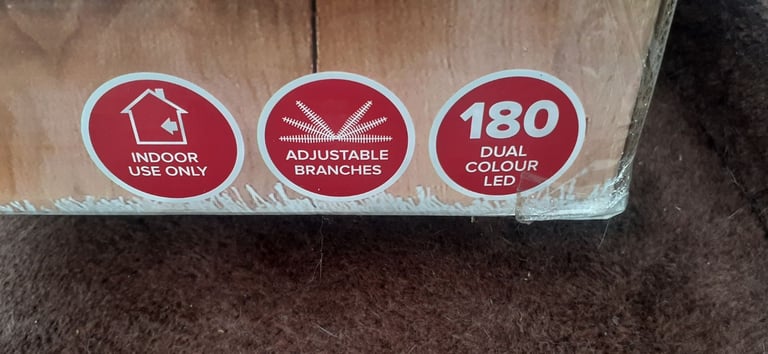 INDOOR
USE ONLY
ADJUSTABLE
BRANCHES
180
DUAL
COLOUR
LED